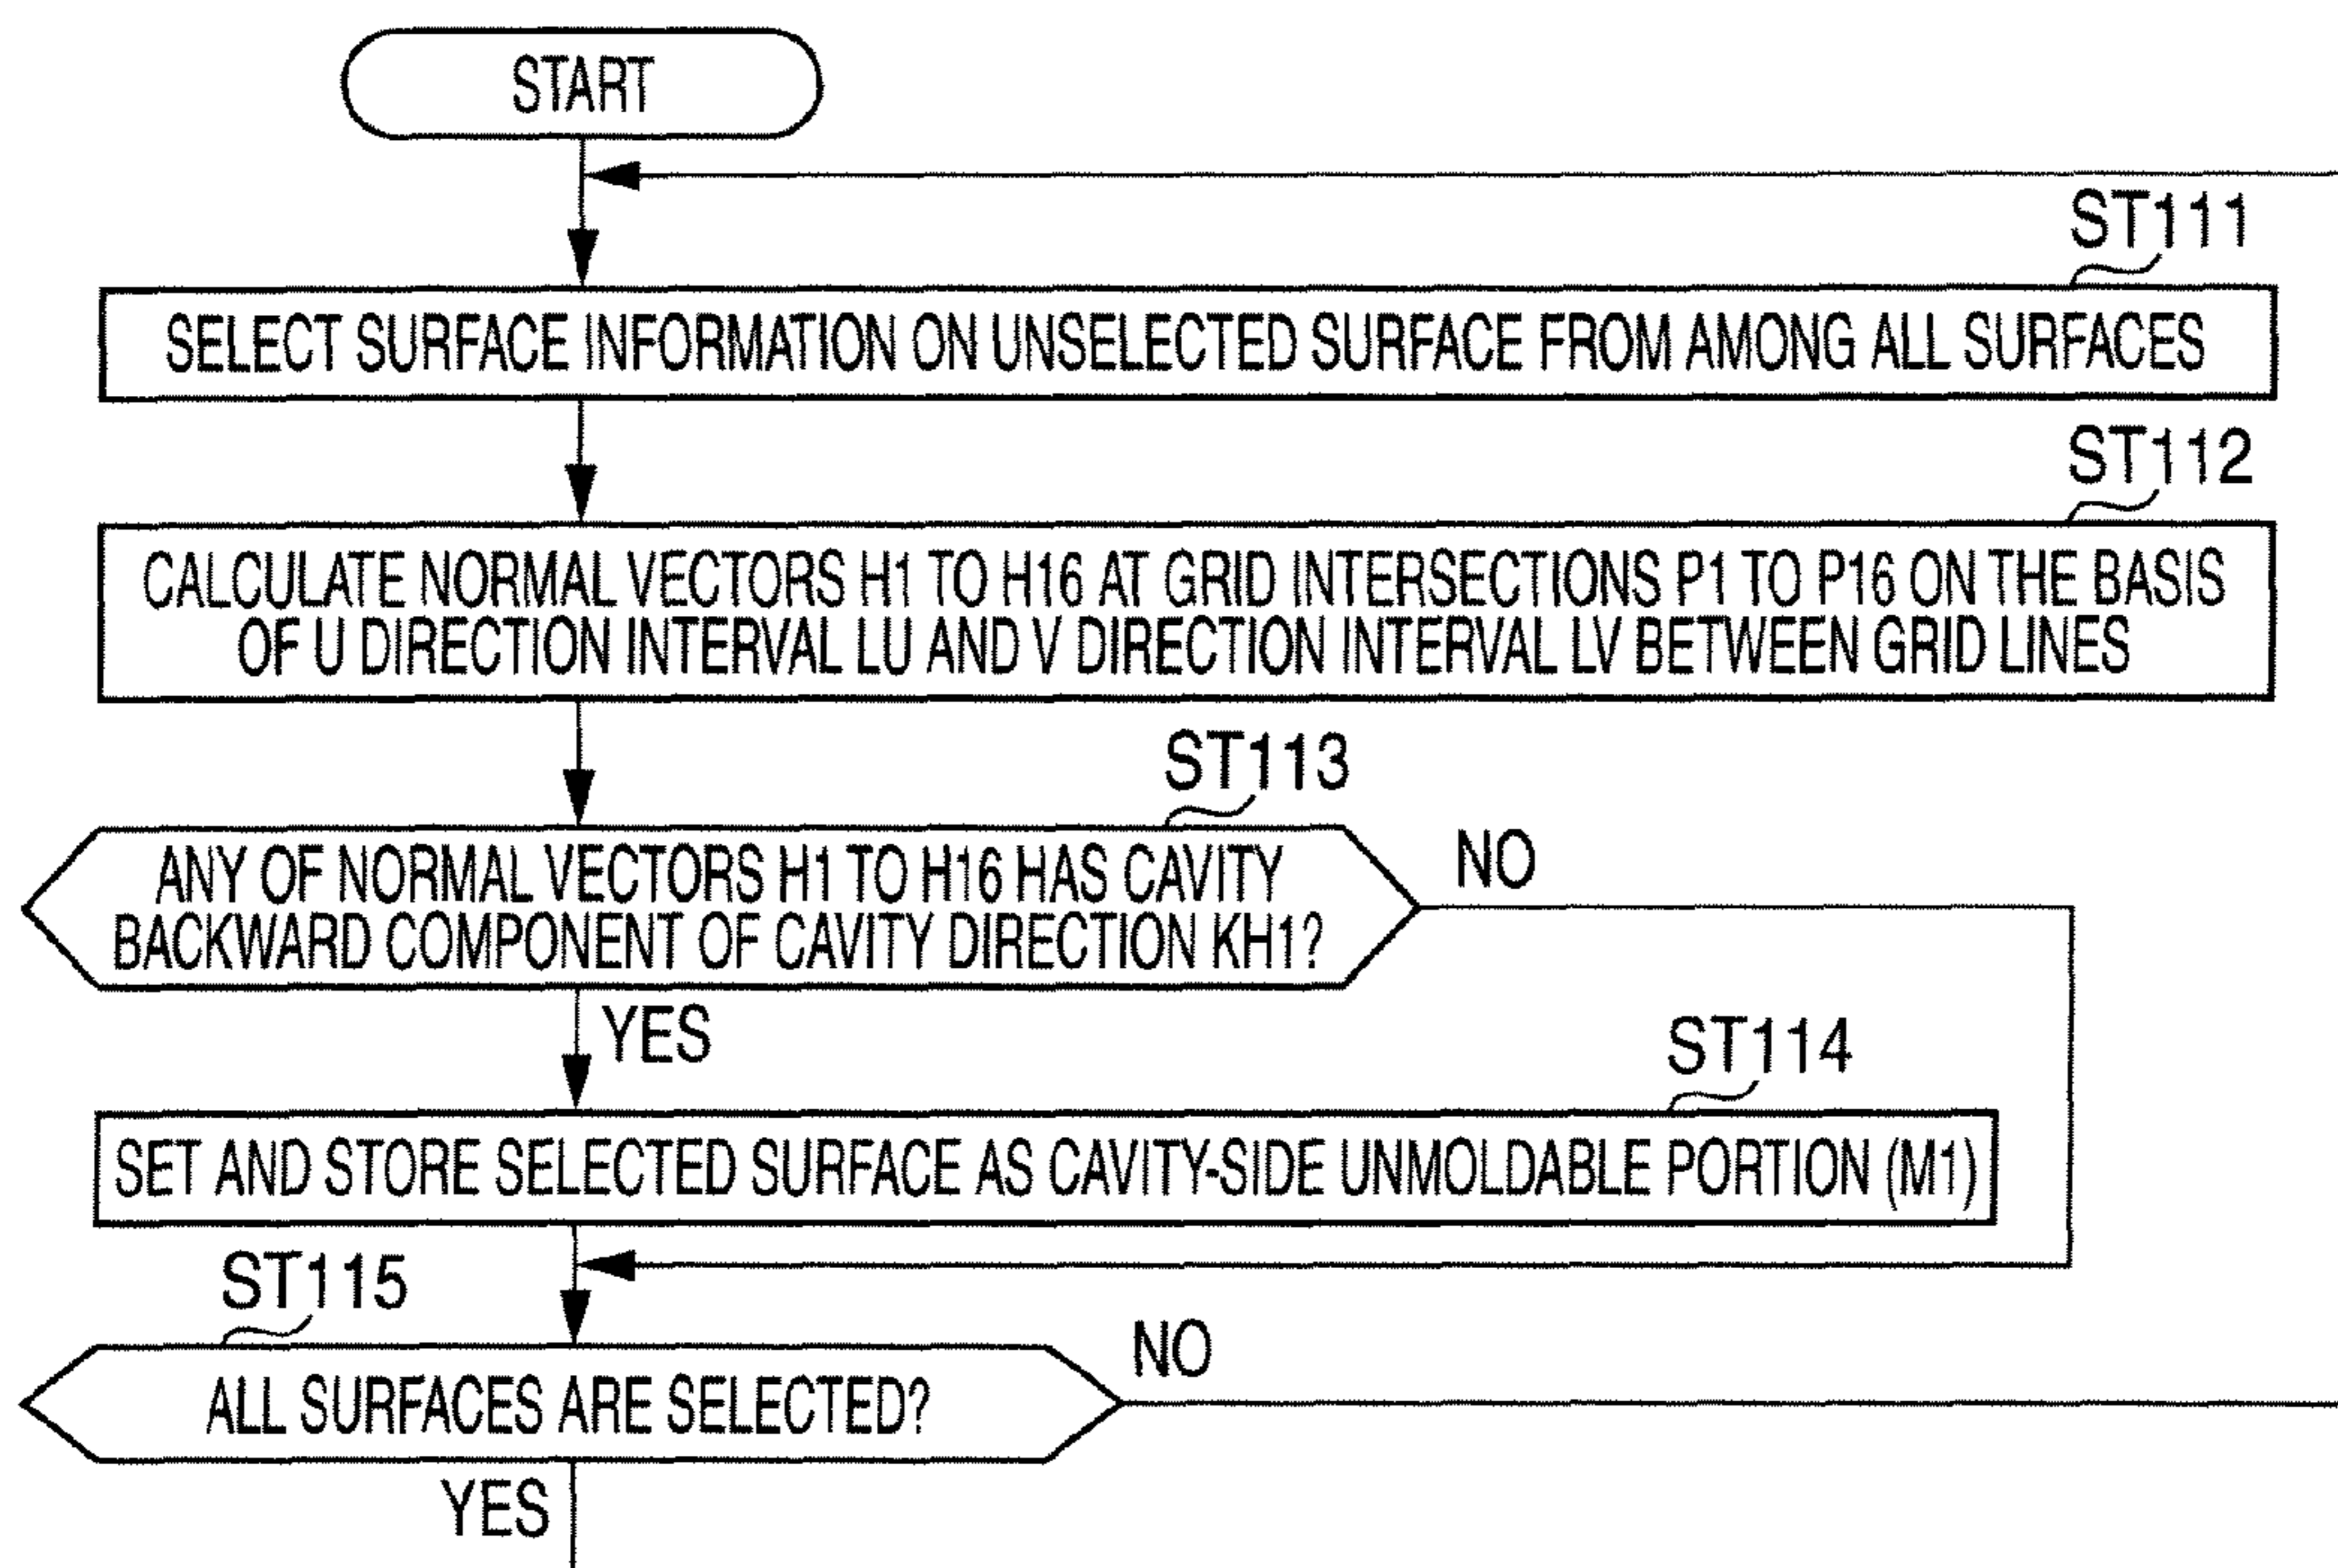 START
ST111
SELECT SURFACE INFORMATION ON UNSELECTED SURFACE FROM AMONG ALL SURFACES
ST112
CALCULATE NORMAL VECTORS H1 TO H16 AT GRID INTERSECTIONS P1 TO P16 ON THE BASIS
OF U DIRECTION INTERVAL LU AND V DIRECTION INTERVAL LV BETWEEN GRID LINES
ST113
ANY OF NORMAL VECTORS H1 TO H16 HAS CAVITY
BACKWARD COMPONENT OF CAVITY DIRECTION KH1?
NO
YES
ST114
SET AND STORE SELECTED SURFACE AS CAVITY-SIDE UNMOLDABLE PORTION (M1)
ST115
ALL SURFACES ARE SELECTED?
NO
YES